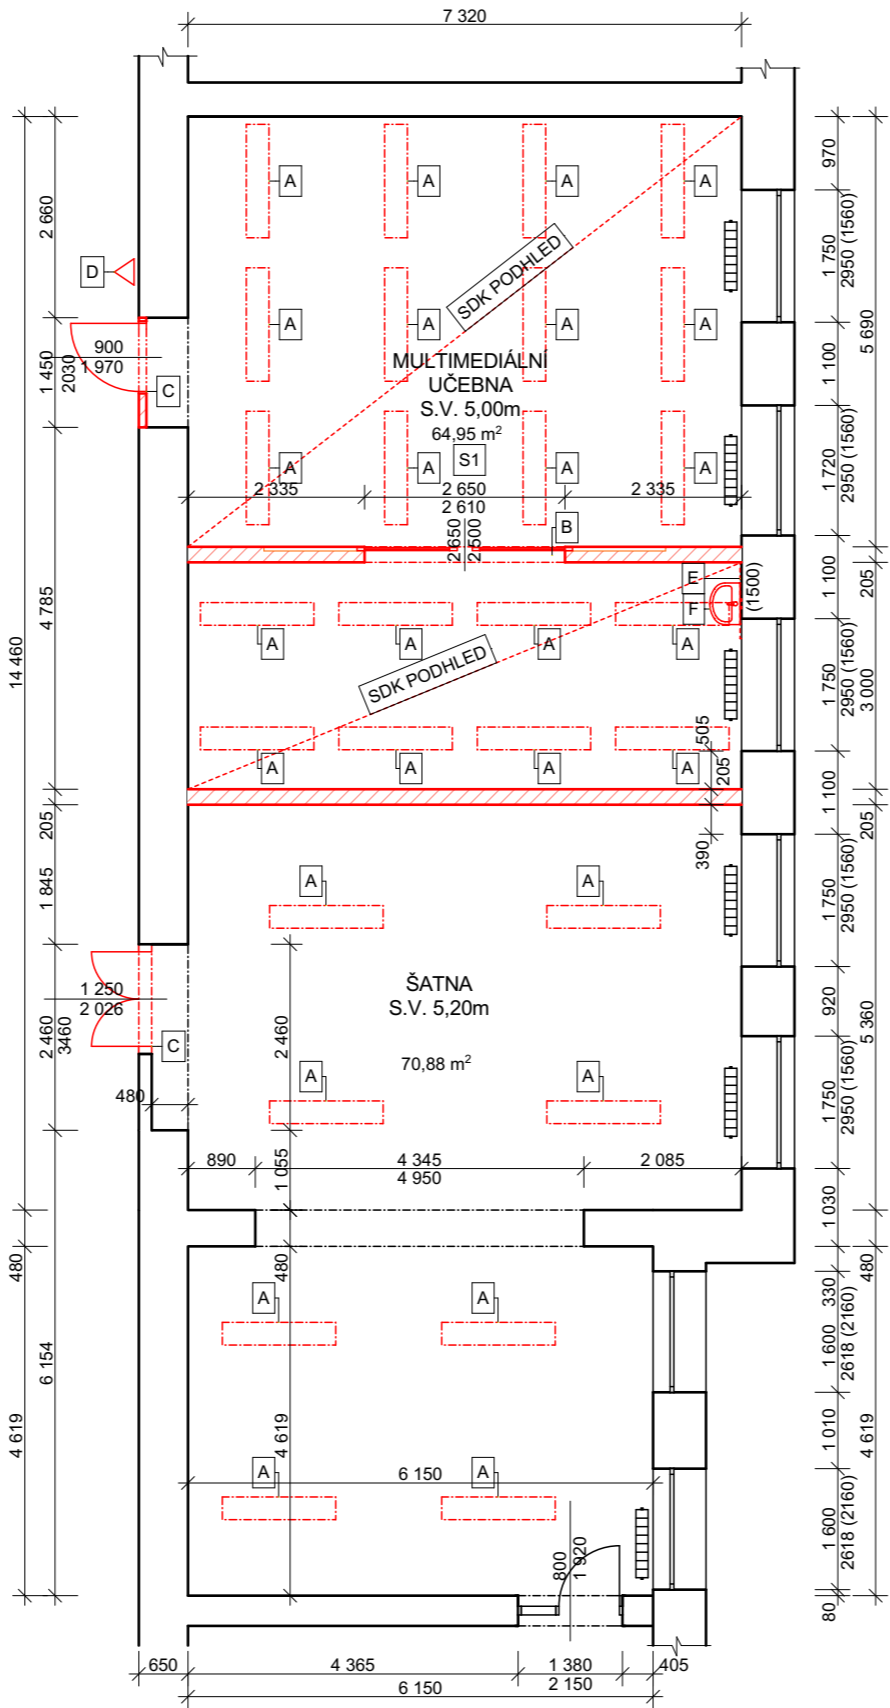 7 320
A
A
A
A
D
SDK PODHLED
A
A
A
A
900
1 970
C
MULTIMEDIÁLNÍ
UČEBNA
S.V. 5,00m
64,95 m²
S1
A
A
A
A
2 335
2 650
2 610
2 335
B
2 650
2 500
E
F
(1500)
A
A
A
A
SDK PODHLED
A
A
A
A
505
205
390
A
A
ŠATNA
S.V. 5,20m
70,88 m²
1 250
2 026
C
2 460
A
A
480
890
4 345
4 950
2 085
1 055
480
A
A
4 619
A
A
6 150
800
1 920
650
4 365
1 380
2 150
405
6 150
14 460
480
4 619
2 660
1 450
2030
4 785
205
1 845
2 460
3460
6 154
970
1 750
2950 (1560)
1 100
1 720
2950 (1560)
1 100
1 750
2950 (1560)
1 100
1 750
2950 (1560)
920
1 750
2950 (1560)
1 030
330
1 600
2618 (2160)
1 010
1 600
2618 (2160)
80
5 690
205
3 000
205
5 360
480
4 619